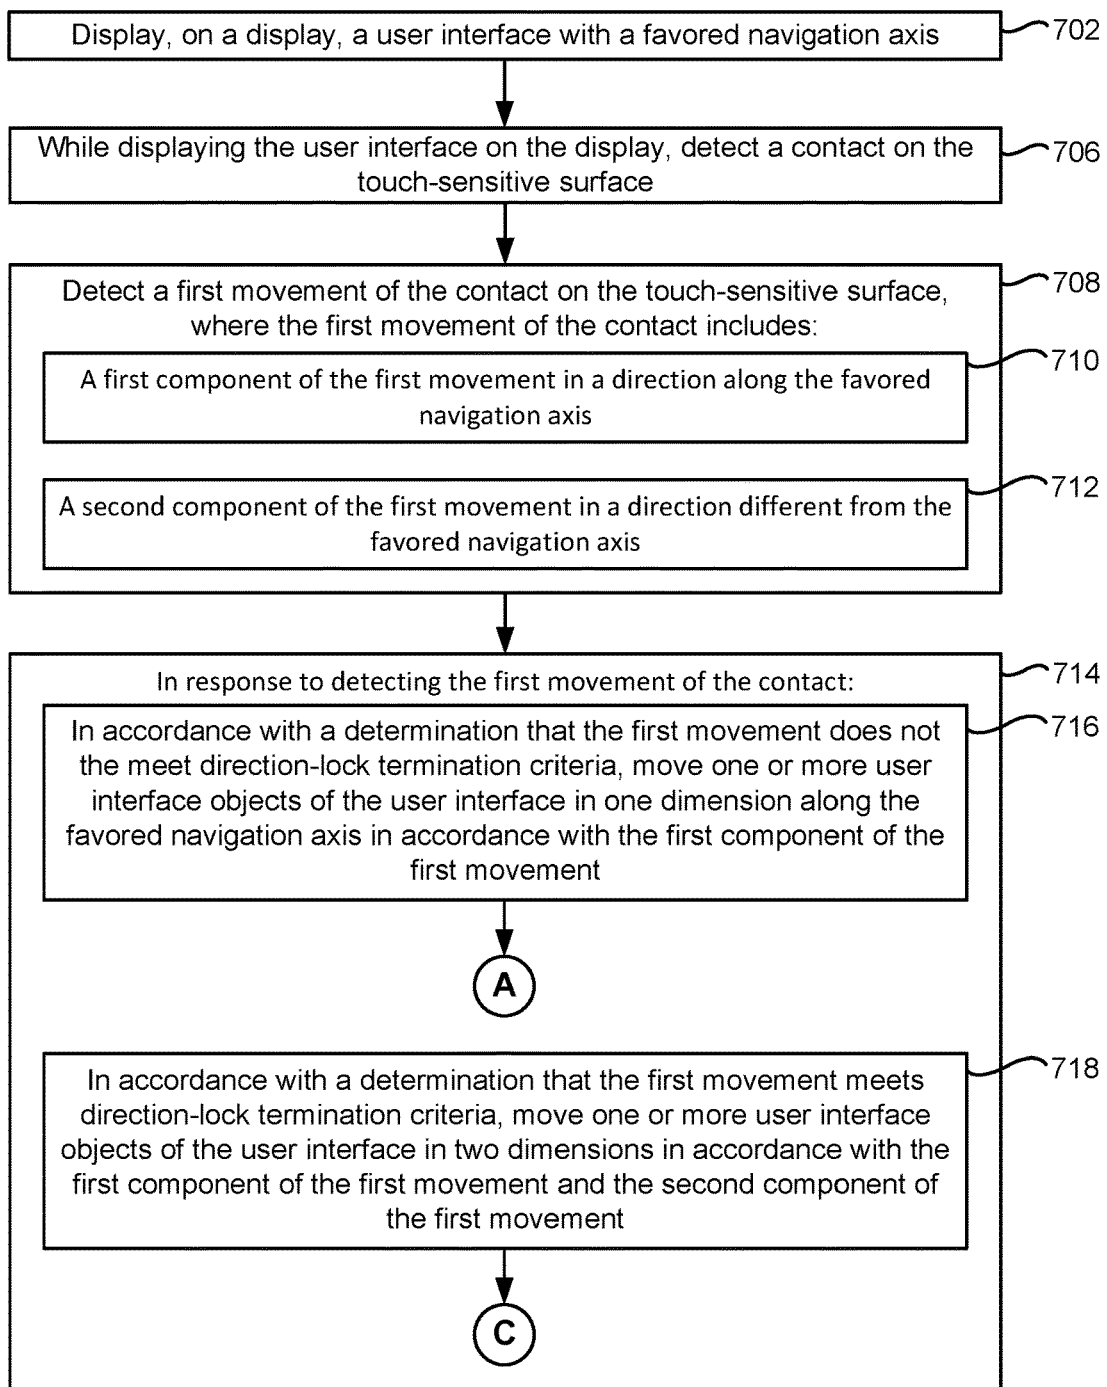 Display, on a display, a user interface with a favored navigation axis
702
While displaying the user interface on the display, detect a contact on the
touch-sensitive surface
706
Detect a first movement of the contact on the touch-sensitive surface,
where the first movement of the contact includes:
708
A first component of the first movement in a direction along the favored
navigation axis
710
A second component of the first movement in a direction different from the
favored navigation axis
712
In response to detecting the first movement of the contact:
714
In accordance with a determination that the first movement does not
the meet direction-lock termination criteria, move one or more user
interface objects of the user interface in one dimension along the
favored navigation axis in accordance with the first component of the
first movement
716
A
In accordance with a determination that the first movement meets
direction-lock termination criteria, move one or more user interface
objects of the user interface in two dimensions in accordance with the
first component of the first movement and the second component of
the first movement
718
C